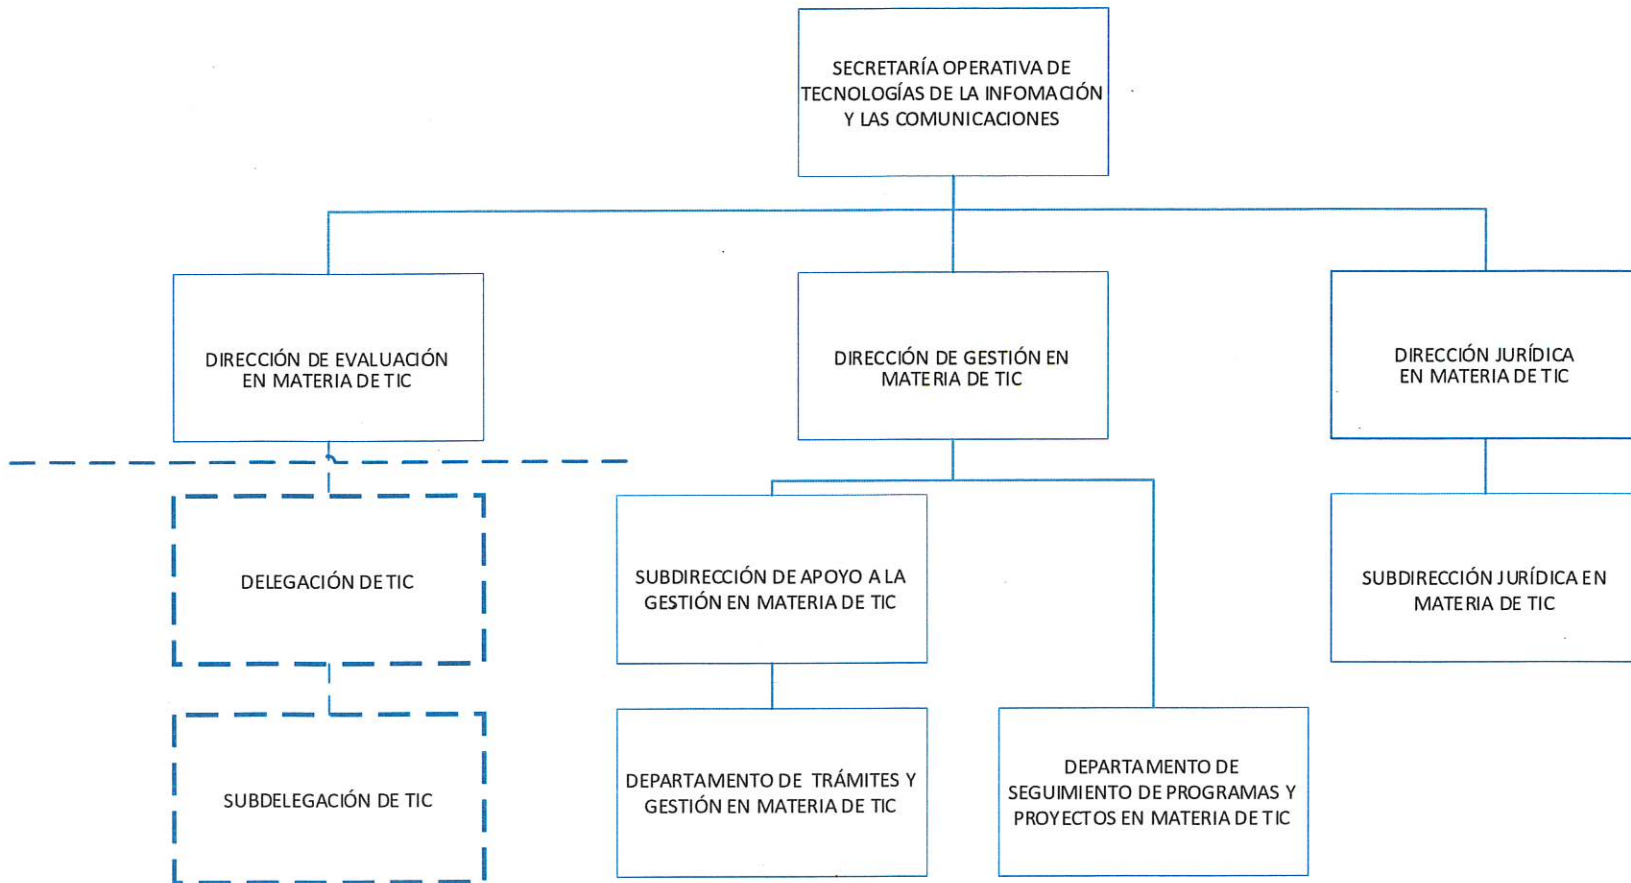 SECRETARÍA OPERATIVA DE
TECNOLOGÍAS DE LA INFOMACIÓN
Y LAS COMUNICACIONES
DIRECCIÓN DE EVALUACIÓN
EN MATERIA DE TIC
DIRECCIÓN DE GESTIÓN EN
MATERIA DE TIC
DIRECCIÓN JURÍDICA
EN MATERIA DE TIC
DELEGACIÓN DE TIC
SUBDIRECCIÓN DE APOYO A LA
GESTIÓN EN MATERIA DE TIC
SUBDIRECCIÓN JURÍDICA EN
MATERIA DE TIC
SUBDELEGACIÓN DE TIC
DEPARTAMENTO DE TRÁMITES Y
GESTIÓN EN MATERIA DE TIC
DEPARTAMENTO DE
SEGUIMIENTO DE PROGRAMAS Y
PROYECTOS EN MATERIA DE TIC